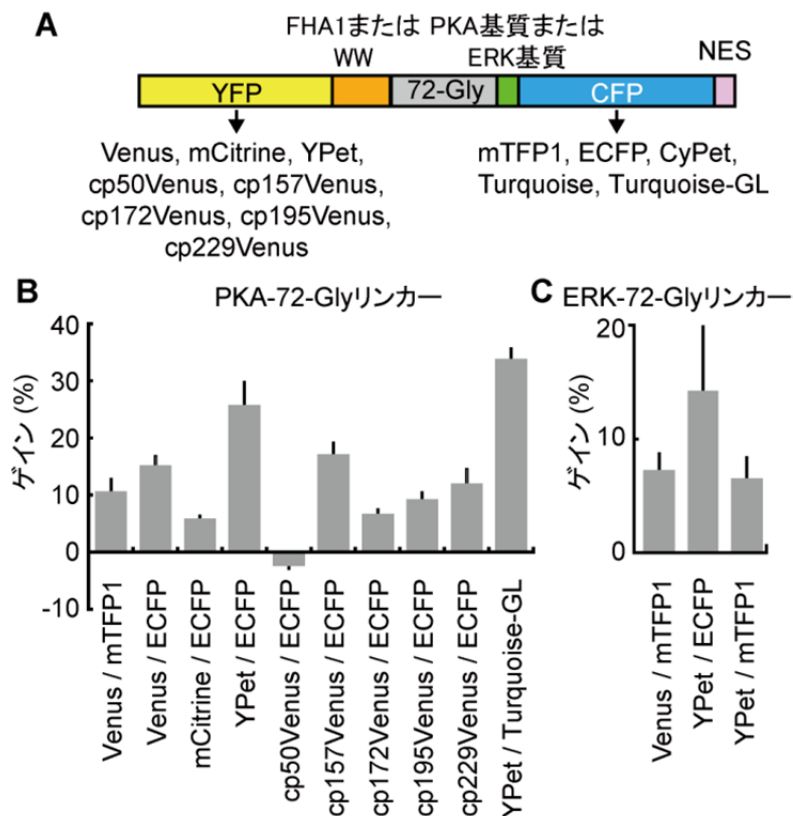 A
FHA1または PKA基質または
WW ERK基質 NES
YFP 72-Gly CFP
Venus, mCitrine, YPet,
cp50Venus, cp157Venus,
cp172Venus, cp195Venus,
cp229Venus
mTFP1, ECFP, CyPet,
Turquoise, Turquoise-GL
B PKA-72-Glyリンカー
ゲイン (%)
40
30
20
10
0
-10
Venus / mTFP1
Venus / ECFP
mCitrine / ECFP
YPet / ECFP
cp50Venus / ECFP
cp157Venus / ECFP
cp172Venus / ECFP
cp195Venus / ECFP
cp229Venus / ECFP
YPet / Turquoise-GL
C ERK-72-Glyリンカー
ゲイン (%)
20
10
0
Venus / mTFP1
YPet / ECFP
YPet / mTFP1